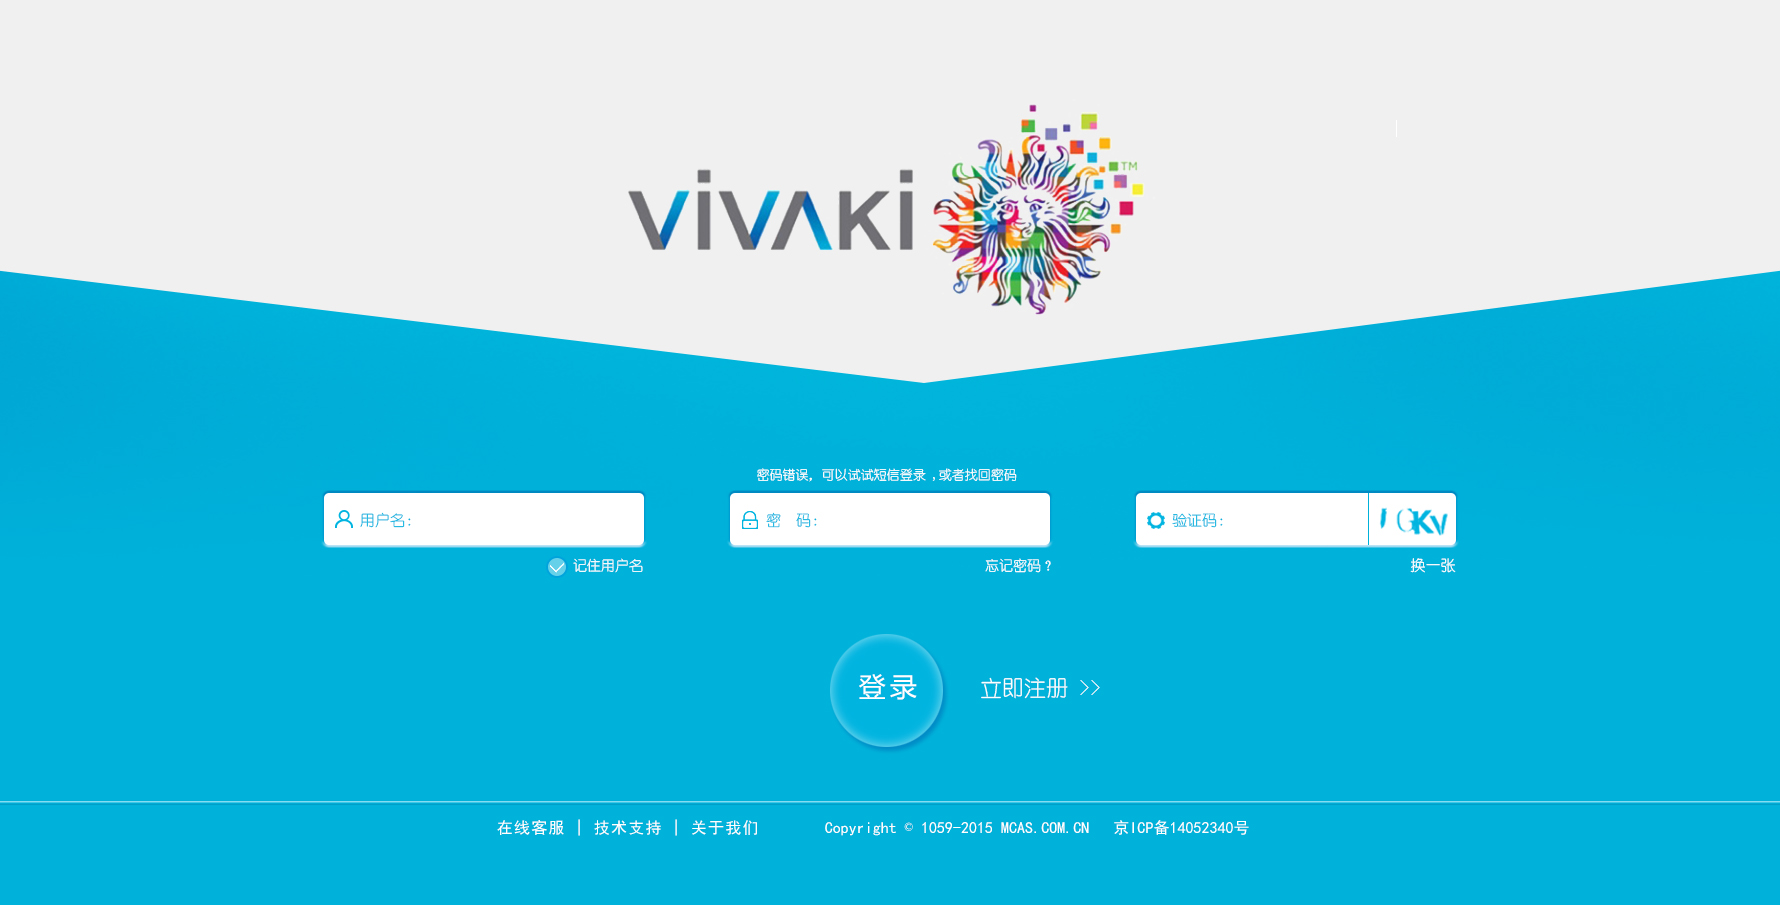 ViVAKi
TM
密码错误, 可以试试短信登录 ,或者找回密码
用户名:
密 码:
验证码:
记住用户名
忘记密码 ?
换一张
登录
立即注册 >>
在线客服 | 技术支持 | 关于我们 Copyright © 1059-2015 MCAS.COM.CN 京ICP备14052340号